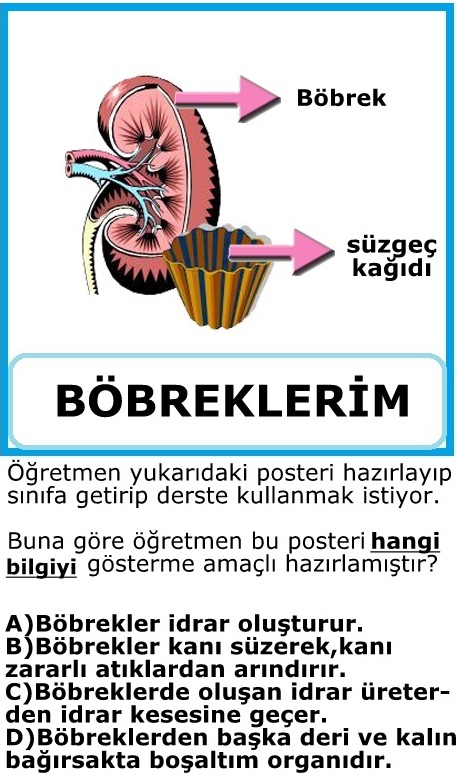 Böbrek
süzgeç
kağıdı
BÖBREKLERİM
Öğretmen yukarıdaki posteri hazırlayıp
sınıfa getirip derste kullanmak istiyor.
Buna göre öğretmen bu posteri hangi
bilgiyi gösterme amaçlı hazırlamıştır?
A)Böbrekler idrar oluşturur.
B)Böbrekler kanı süzerek,kanı
zararlı atıklardan arındırır.
C)Böbreklerde oluşan idrar üreter-
den idrar kesesine geçer.
D)Böbreklerden başka deri ve kalın
bağırsakta boşaltım organıdır.